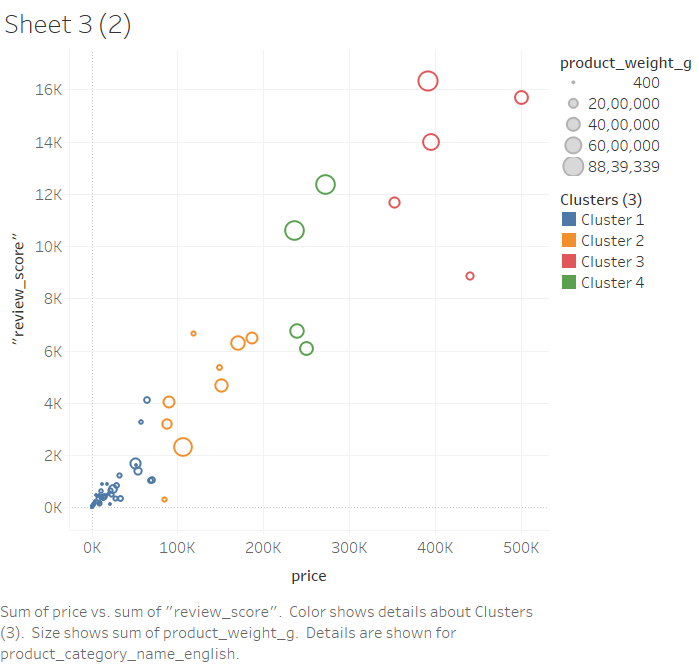 Sheet 3 (2)
16K
14K
12K
10K
8K
6K
4K
2K
0K
"review_score"
0K 100K 200K 300K 400K 500K
price
product_weight_g
400
20,00,000
40,00,000
60,00,000
88,39,339
Clusters (3)
Cluster 1
Cluster 2
Cluster 3
Cluster 4
Sum of price vs. sum of "review_score". Color shows details about Clusters
(3). Size shows sum of product_weight_g. Details are shown for
product_category_name_english.